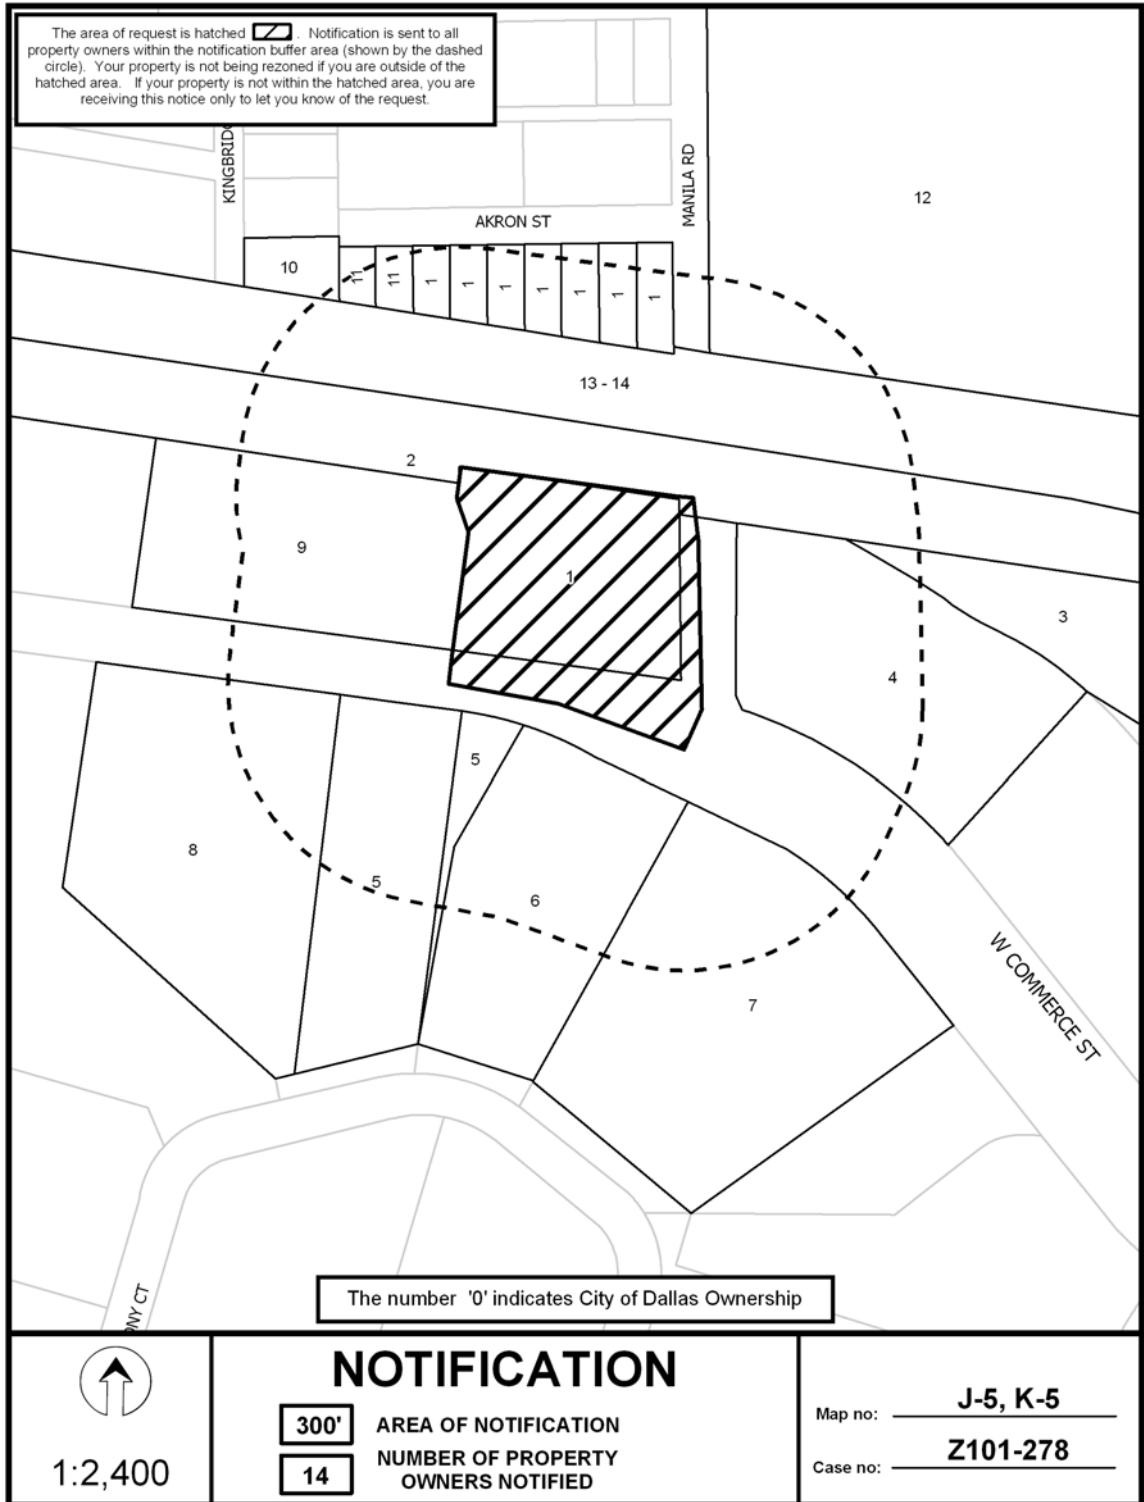 The area of request is hatched . Notification is sent to all
property owners within the notification buffer area (shown by the dashed
circle). Your property is not being rezoned if you are outside of the
hatched area. If your property is not within the hatched area, you are
receiving this notice only to let you know of the request.
MANILA RD
12
AKRON ST
10
11
11
1
1
1
1
1
1
1
13 - 14
2
9
1
3
4
5
8
5
6
7
W COMMERCE ST
The number '0' indicates City of Dallas Ownership
1:2,400
NOTIFICATION
300' AREA OF NOTIFICATION
14 NUMBER OF PROPERTY
OWNERS NOTIFIED
Map no: J-5, K-5
Case no: Z101-278